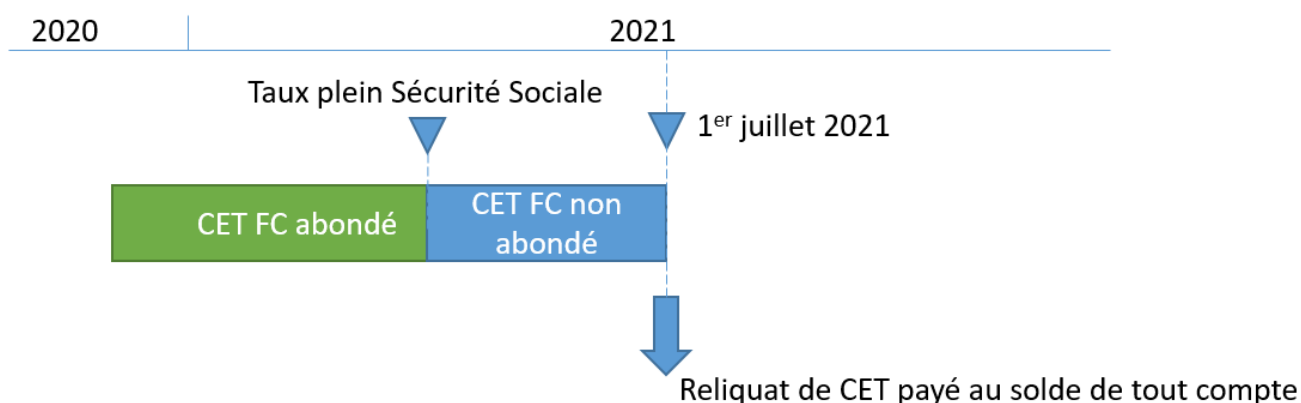 2020
2021
Taux plein Sécurité Sociale
1er juillet 2021
CET FC abondé
CET FC non
abondé
Reliquat de CET payé au solde de tout compte